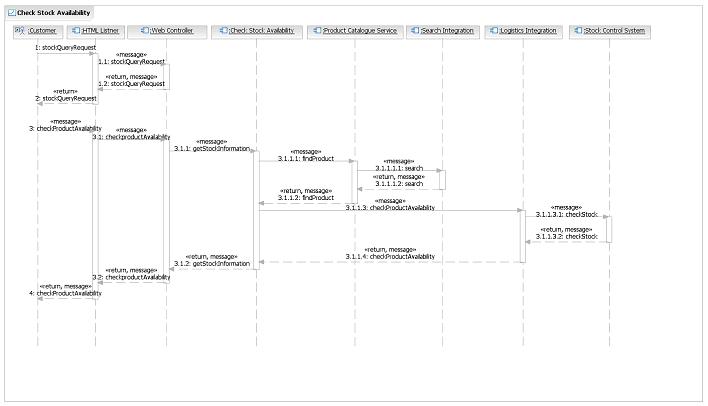 Check Stock Availability
:Customer
:HTML Listner
:Web Controller
:Check Stock Availability
:Product Catalogue Service
:Search Integration
:Logistics Integration
:Stock Control System
1: stockQueryRequest
«message»
1.1: stockQueryRequest
«return, message»
1.2: stockQueryRequest
«return»
2: stockQueryRequest
«message»
3: checkProductAvailability
«message»
3.1: checkproductAvailability
«message»
3.1.1: getStockInformation
«message»
3.1.1.1: findProduct
«message»
3.1.1.1.1: search
«return, message»
3.1.1.1.2: search
«return, message»
3.1.1.2: findProduct
«message»
3.1.1.3: checkProductAvailability
«message»
3.1.1.3.1: checkStock
«return, message»
3.1.1.3.2: checkStock
«return, message»
3.1.1.4: checkProductAvailability
«return, message»
3.1.2: getStockInformation
«return, message»
3.2: checkproductAvailability
«return, message»
4: checkProductAvailability